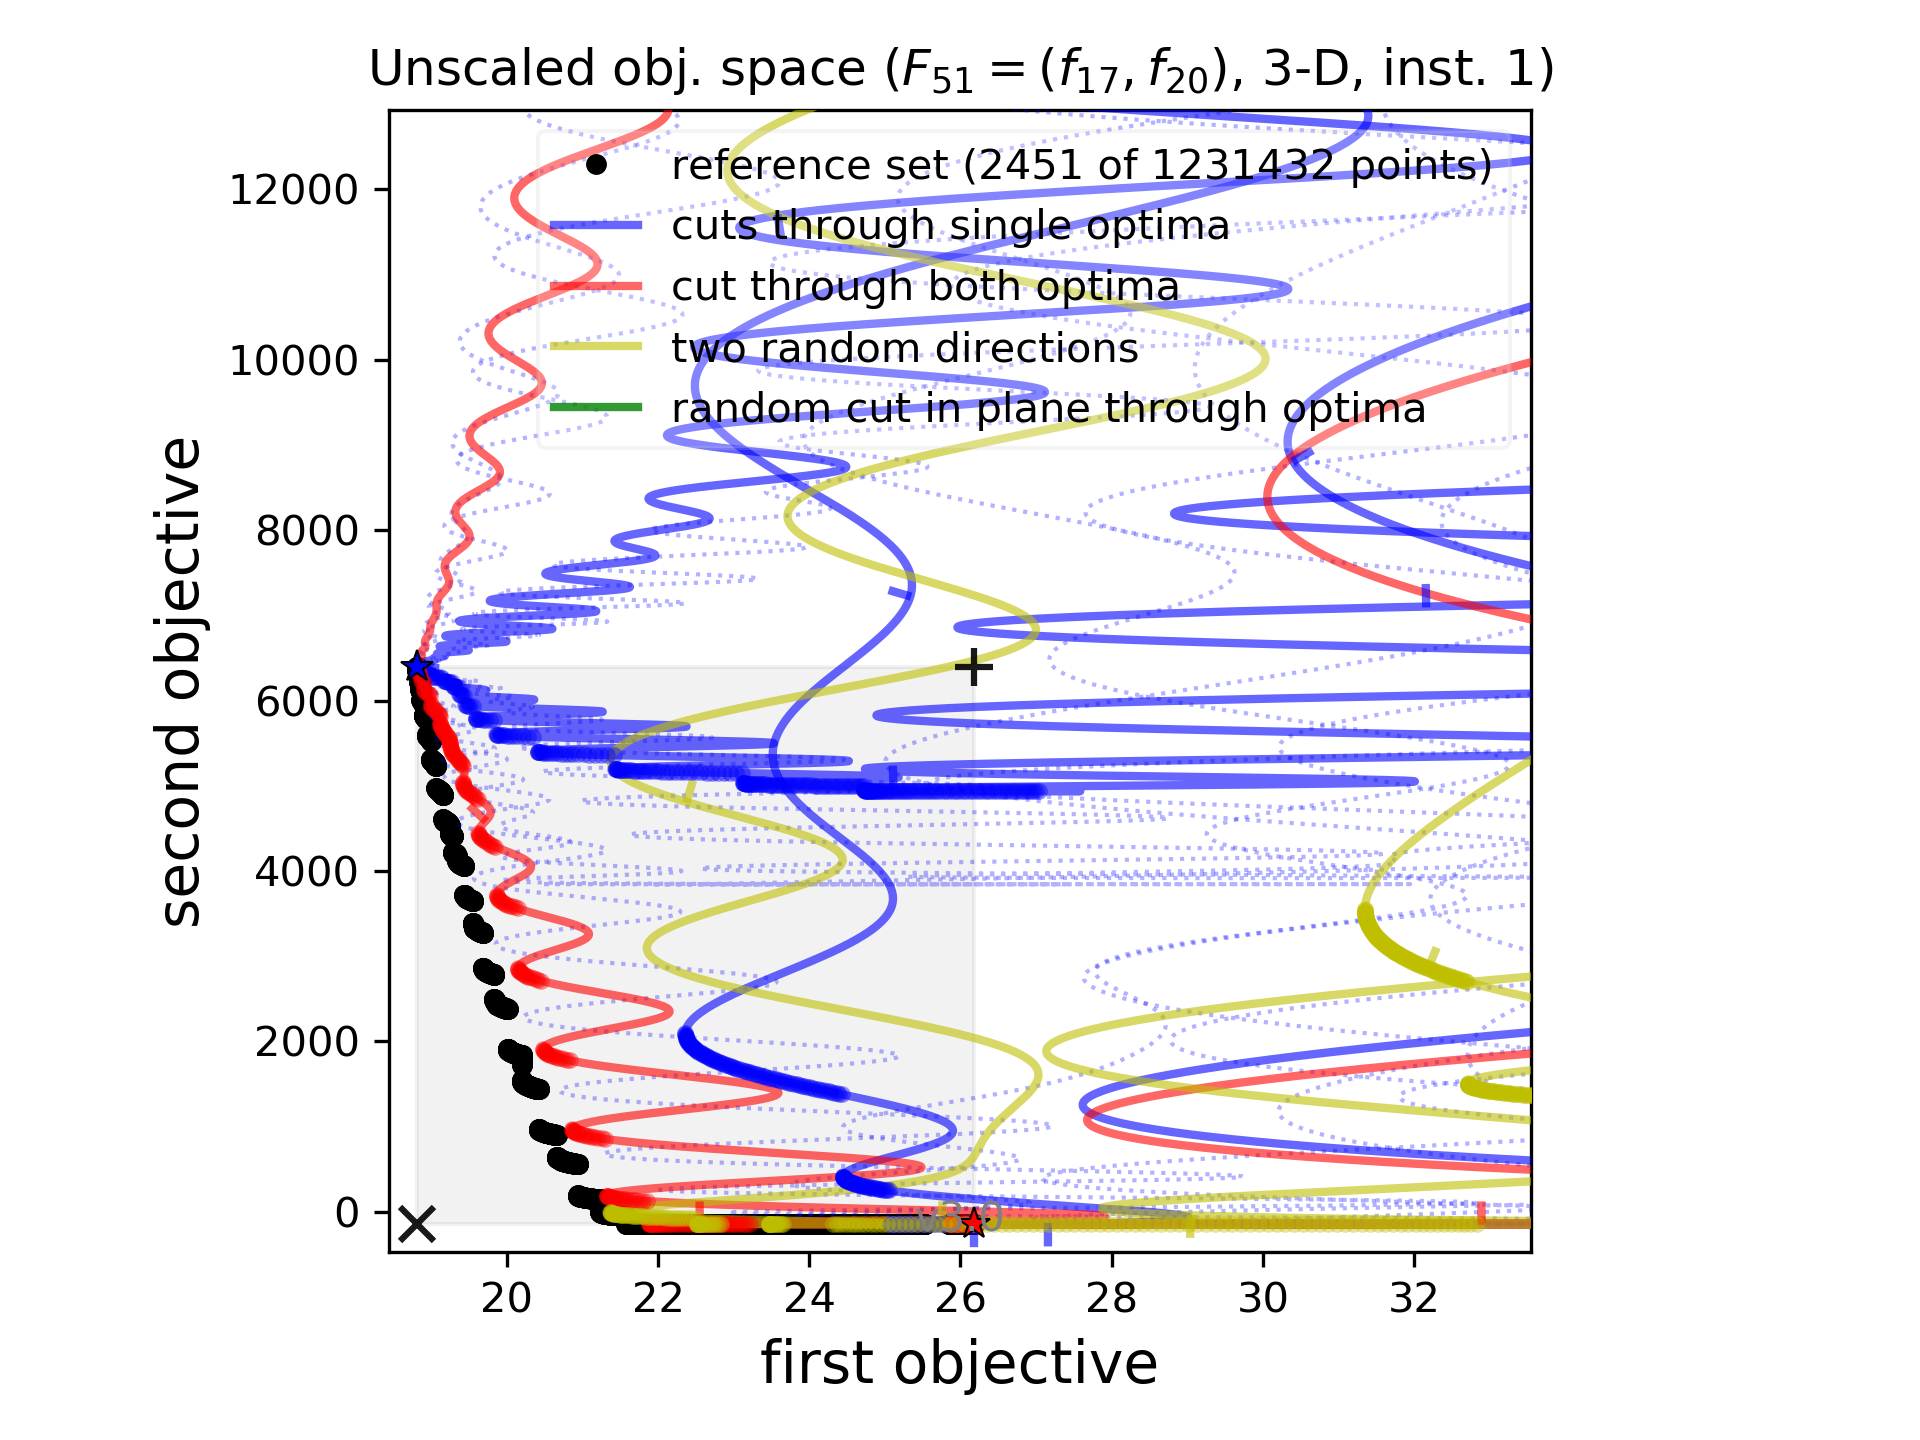 Unscaled obj. space (F51 = (f17, f20), 3-D, inst. 1)
reference set (2451 of 1231432 points)
cuts through single optima
cut through both optima
two random directions
random cut in plane through optima
12000
10000
8000
6000
4000
2000
0
second objective
20 22 24 26 28 30 32
first objective